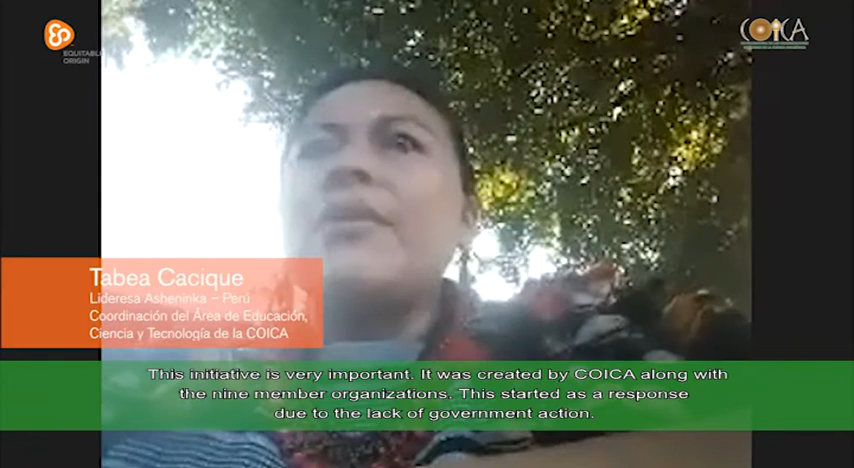 EQUITABLE
ORIGIN
COICA
Tabea Cacique
Lideresa Asheninka – Perú
Coordinación del Área de Educación,
Ciencia y Tecnología de la COICA
This initiative is very important. It was created by COICA along with
the nine member organizations. This started as a response
due to the lack of government action.